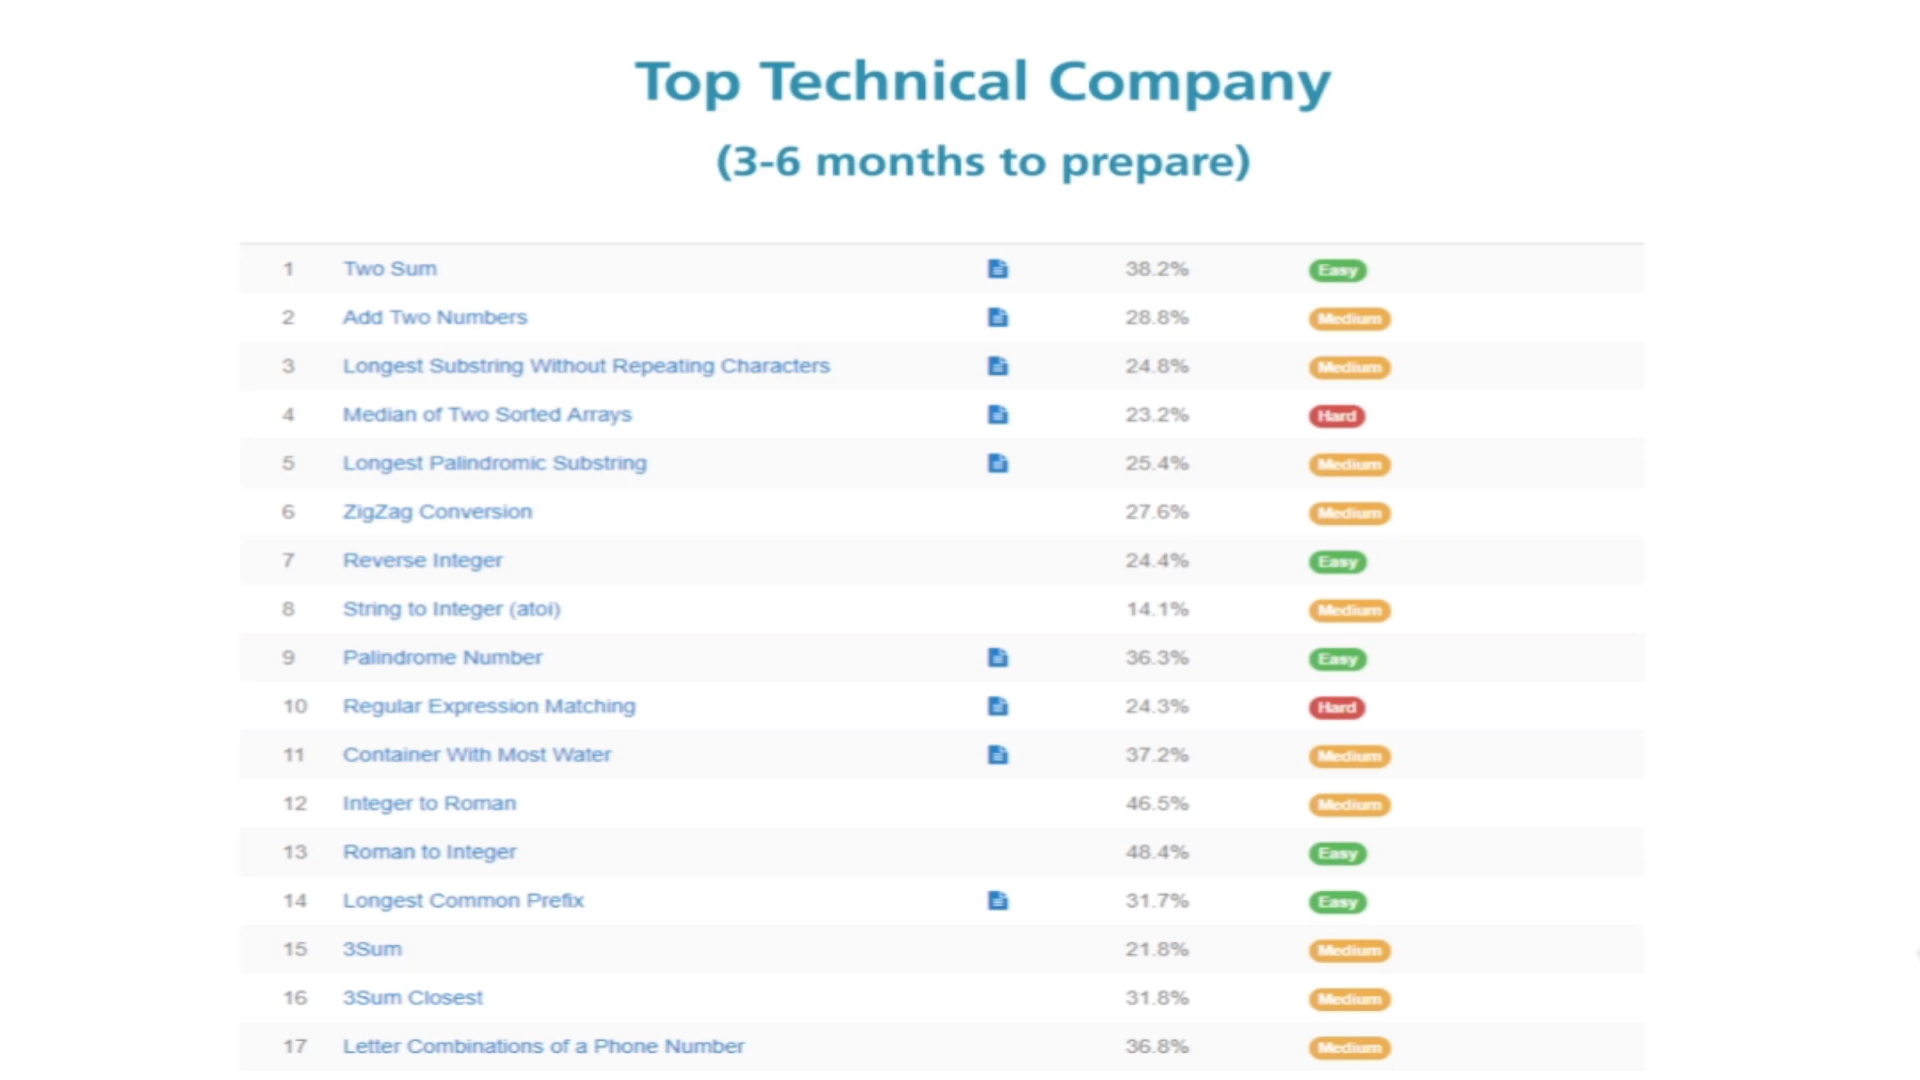 Top Technical Company
(3-6 months to prepare)
1 Two Sum 38.2% Easy
2 Add Two Numbers 28.8% Medium
3 Longest Substring Without Repeating Characters 24.8% Medium
4 Median of Two Sorted Arrays 23.2% Hard
5 Longest Palindromic Substring 25.4% Medium
6 ZigZag Conversion 27.6% Medium
7 Reverse Integer 24.4% Easy
8 String to Integer (atoi) 14.1% Medium
9 Palindrome Number 36.3% Easy
10 Regular Expression Matching 24.3% Hard
11 Container With Most Water 37.2% Medium
12 Integer to Roman 46.5% Medium
13 Roman to Integer 48.4% Easy
14 Longest Common Prefix 31.7% Easy
15 3Sum 21.8% Medium
16 3Sum Closest 31.8% Medium
17 Letter Combinations of a Phone Number 36.8% Medium